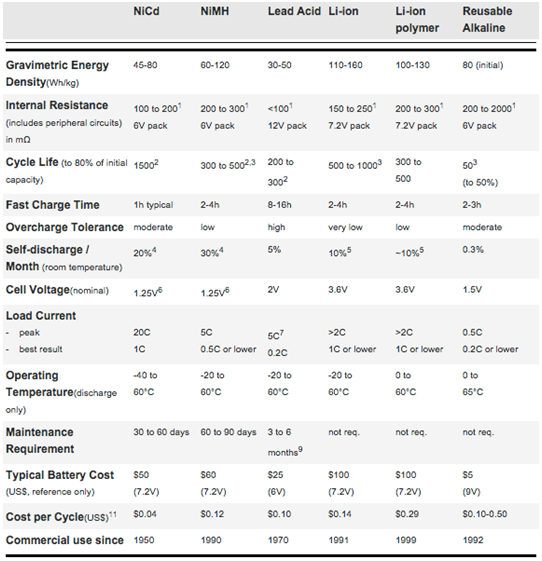 NiCd NiMH Lead Acid Li-ion Li-ion Reusable
polymer Alkaline
Gravimetric Energy 45-80 60-120 30-50 110-160 100-130 80 (initial)
Density(Wh/kg)
Internal Resistance 100 to 200¹ 200 to 300¹ <100¹ 150 to 250¹ 200 to 300¹ 200 to 2000¹
(includes peripheral circuits) 6V pack 6V pack 12V pack 7.2V pack 7.2V pack 6V pack
in mΩ
Cycle Life (to 80% of initial 1500² 300 to 500²,³ 200 to 500 to 1000³ 300 to 50³
capacity) 300² 500 (to 50%)
Fast Charge Time 1h typical 2-4h 8-16h 2-4h 2-4h 2-3h
Overcharge Tolerance moderate low high very low low moderate
Self-discharge / 20%⁴ 30%⁴ 5% 10%⁵ ~10%⁵ 0.3%
Month (room temperature)
Cell Voltage(nominal) 1.25V⁶ 1.25V⁶ 2V 3.6V 3.6V 1.5V
Load Current
- peak 20C 5C 5C⁷ >2C >2C 0.5C
- best result 1C 0.5C or lower 0.2C 1C or lower 1C or lower 0.2C or lower
Operating -40 to -20 to -20 to -20 to 0 to 0 to
Temperature(discharge 60°C 60°C 60°C 60°C 60°C 65°C
only)
Maintenance 30 to 60 days 60 to 90 days 3 to 6 not req. not req. not req.
Requirement months⁹
Typical Battery Cost $50 $60 $25 $100 $100 $5
(US$, reference only) (7.2V) (7.2V) (6V) (7.2V) (7.2V) (9V)
Cost per Cycle(US$)¹¹ $0.04 $0.12 $0.10 $0.14 $0.29 $0.10-0.50
Commercial use since 1950 1990 1970 1991 1999 1992